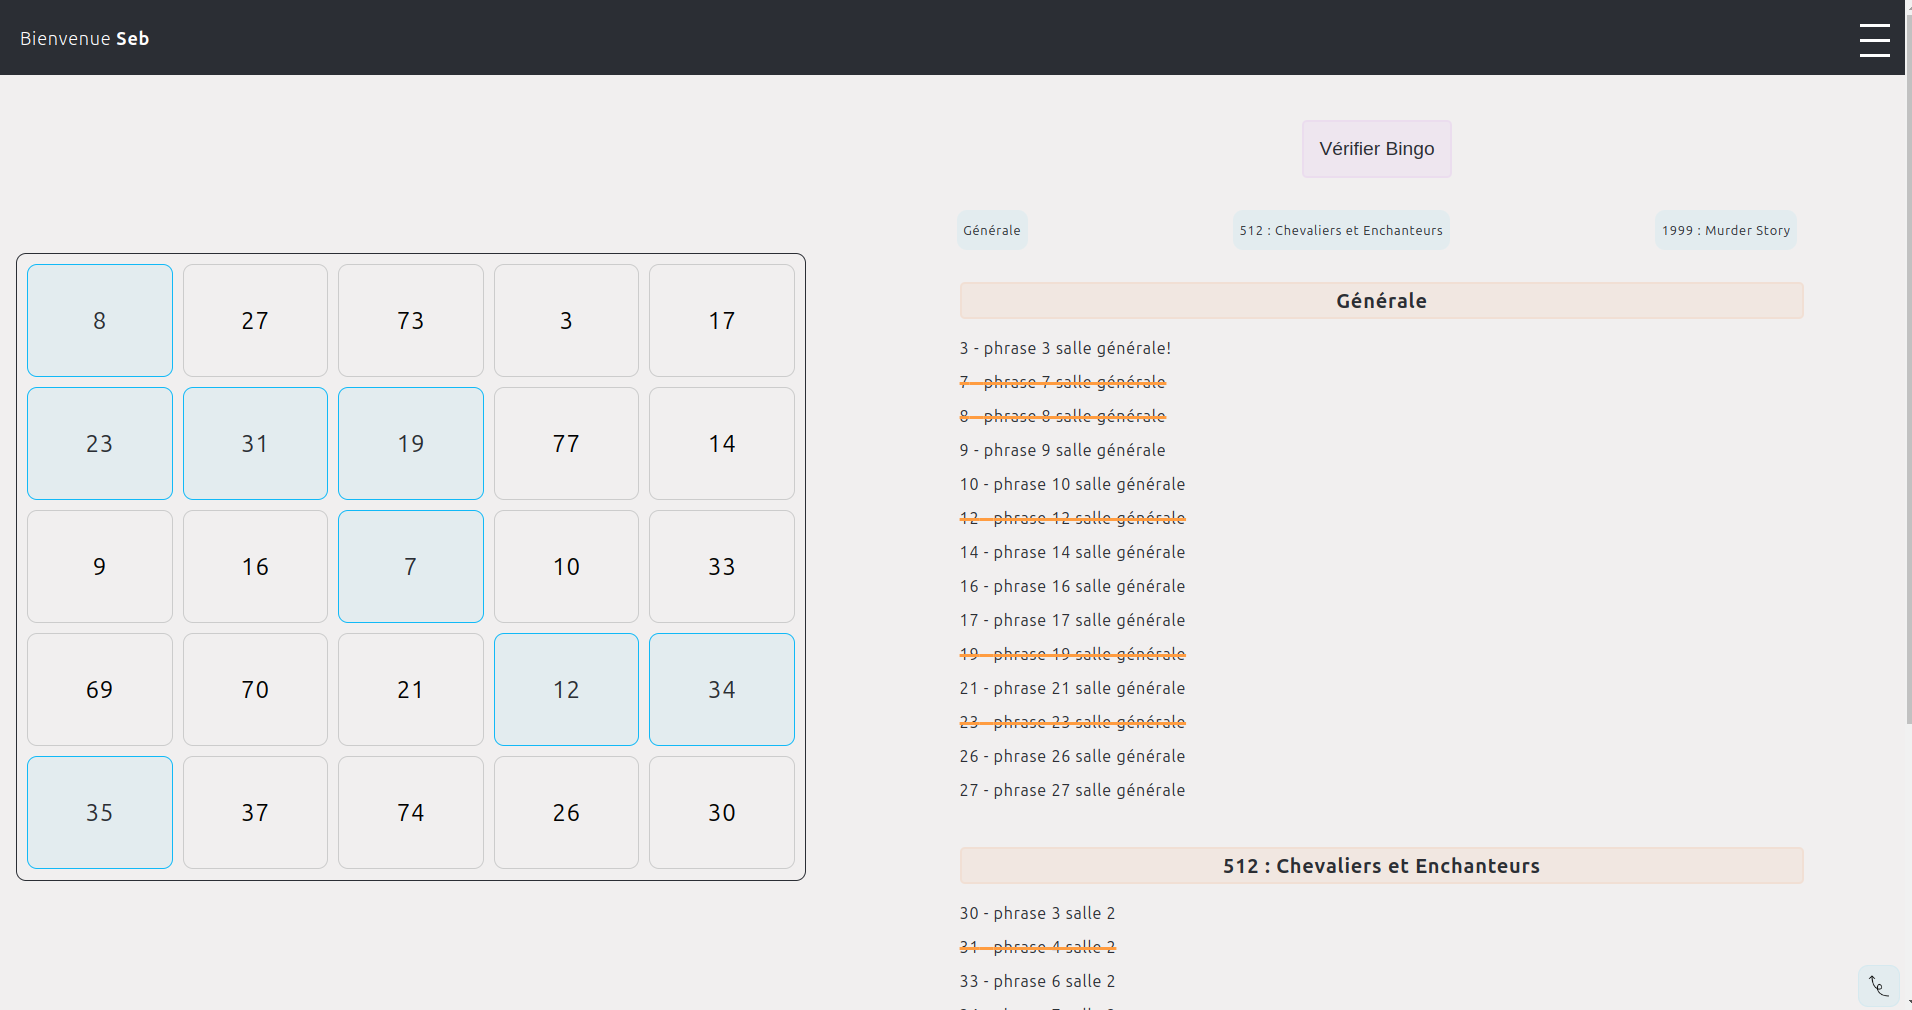 Bienvenue Seb
Vérifier Bingo
Générale
512 : Chevaliers et Enchanteurs
1999 : Murder Story
8 27 73 3 17
23 31 19 77 14
9 16 7 10 33
69 70 21 12 34
35 37 74 26 30
Générale
3 - phrase 3 salle générale!
7 - phrase 7 salle générale
8 - phrase 8 salle générale
9 - phrase 9 salle générale
10 - phrase 10 salle générale
12 - phrase 12 salle générale
14 - phrase 14 salle générale
16 - phrase 16 salle générale
17 - phrase 17 salle générale
19 - phrase 19 salle générale
21 - phrase 21 salle générale
23 - phrase 23 salle générale
26 - phrase 26 salle générale
27 - phrase 27 salle générale
512 : Chevaliers et Enchanteurs
30 - phrase 3 salle 2
31 - phrase 4 salle 2
33 - phrase 6 salle 2